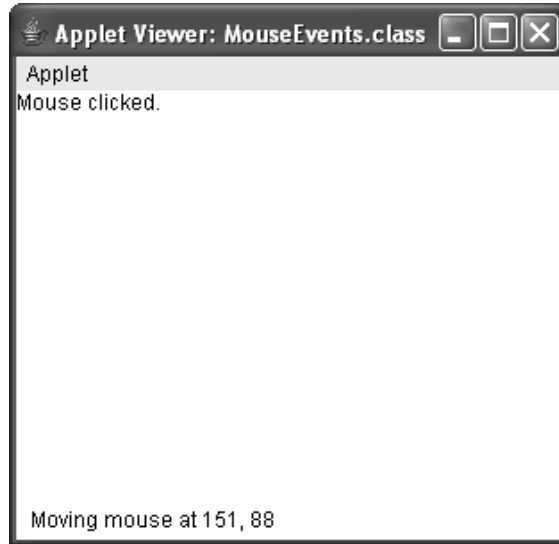 Applet Viewer: MouseEvents.class
Applet
Mouse clicked.
Moving mouse at 151, 88